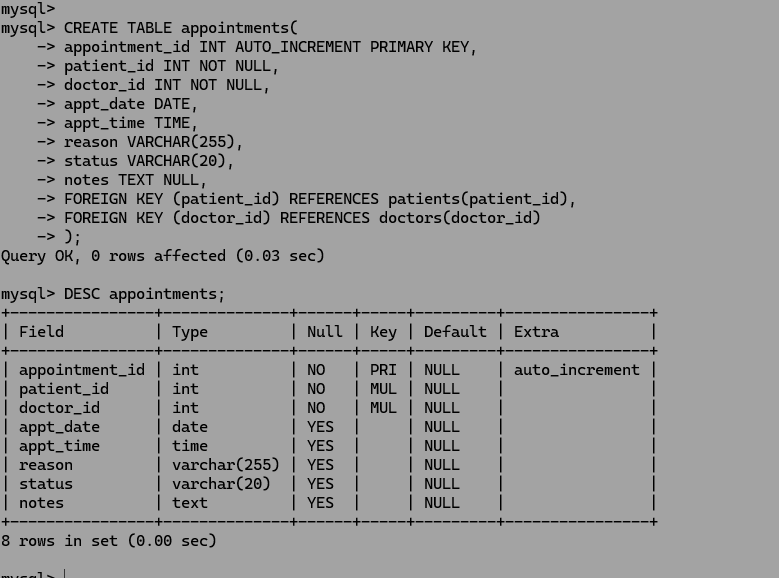 mysql>
mysql> CREATE TABLE appointments(
    -> appointment_id INT AUTO_INCREMENT PRIMARY KEY,
    -> patient_id INT NOT NULL,
    -> doctor_id INT NOT NULL,
    -> appt_date DATE,
    -> appt_time TIME,
    -> reason VARCHAR(255),
    -> status VARCHAR(20),
    -> notes TEXT NULL,
    -> FOREIGN KEY (patient_id) REFERENCES patients(patient_id),
    -> FOREIGN KEY (doctor_id) REFERENCES doctors(doctor_id)
    -> );
Query OK, 0 rows affected (0.03 sec)
mysql> DESC appointments;
+----------------+--------------+------+-----+---------+----------------+
| Field          | Type         | Null | Key | Default | Extra          |
+----------------+--------------+------+-----+---------+----------------+
| appointment_id | int          | NO   | PRI | NULL    | auto_increment |
| patient_id     | int          | NO   | MUL | NULL    |                |
| doctor_id      | int          | NO   | MUL | NULL    |                |
| appt_date      | date         | YES  |     | NULL    |                |
| appt_time      | time         | YES  |     | NULL    |                |
| reason         | varchar(255) | YES  |     | NULL    |                |
| status         | varchar(20)  | YES  |     | NULL    |                |
| notes          | text         | YES  |     | NULL    |                |
+----------------+--------------+------+-----+---------+----------------+
8 rows in set (0.00 sec)
mysql>